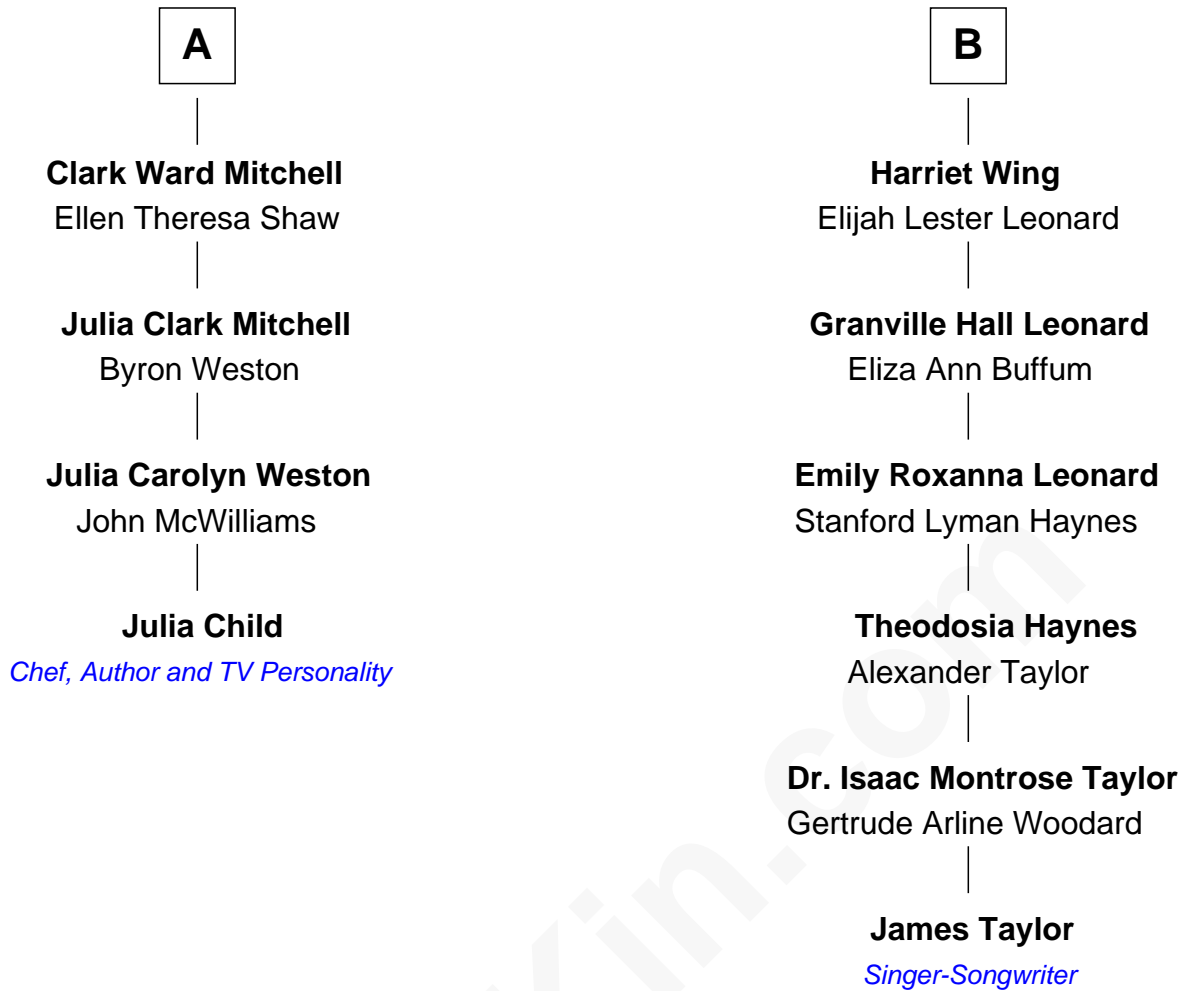 A
Clark Ward Mitchell
Ellen Theresa Shaw
Julia Clark Mitchell
Byron Weston
Julia Carolyn Weston
John McWilliams
Julia Child
Chef, Author and TV Personality
B
Harriet Wing
Elijah Lester Leonard
Granville Hall Leonard
Eliza Ann Buffum
Emily Roxanna Leonard
Stanford Lyman Haynes
Theodosia Haynes
Alexander Taylor
Dr. Isaac Montrose Taylor
Gertrude Arline Woodard
James Taylor
Singer-Songwriter